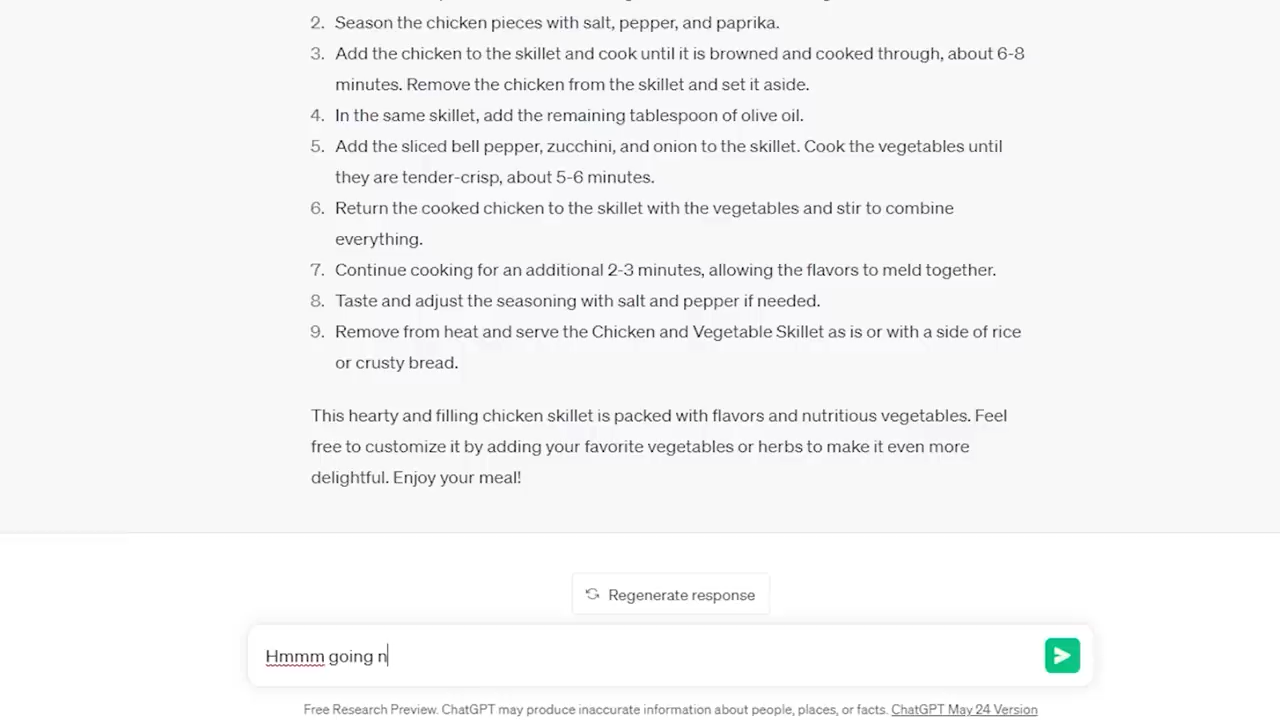 2. Season the chicken pieces with salt, pepper, and paprika.
3. Add the chicken to the skillet and cook until it is browned and cooked through, about 6-8
minutes. Remove the chicken from the skillet and set it aside.
4. In the same skillet, add the remaining tablespoon of olive oil.
5. Add the sliced bell pepper, zucchini, and onion to the skillet. Cook the vegetables until
they are tender-crisp, about 5-6 minutes.
6. Return the cooked chicken to the skillet with the vegetables and stir to combine
everything.
7. Continue cooking for an additional 2-3 minutes, allowing the flavors to meld together.
8. Taste and adjust the seasoning with salt and pepper if needed.
9. Remove from heat and serve the Chicken and Vegetable Skillet as is or with a side of rice
or crusty bread.
This hearty and filling chicken skillet is packed with flavors and nutritious vegetables. Feel
free to customize it by adding your favorite vegetables or herbs to make it even more
delightful. Enjoy your meal!
Regenerate response
Hmmm going n
Free Research Preview. ChatGPT may produce inaccurate information about people, places, or facts. ChatGPT May 24 Version